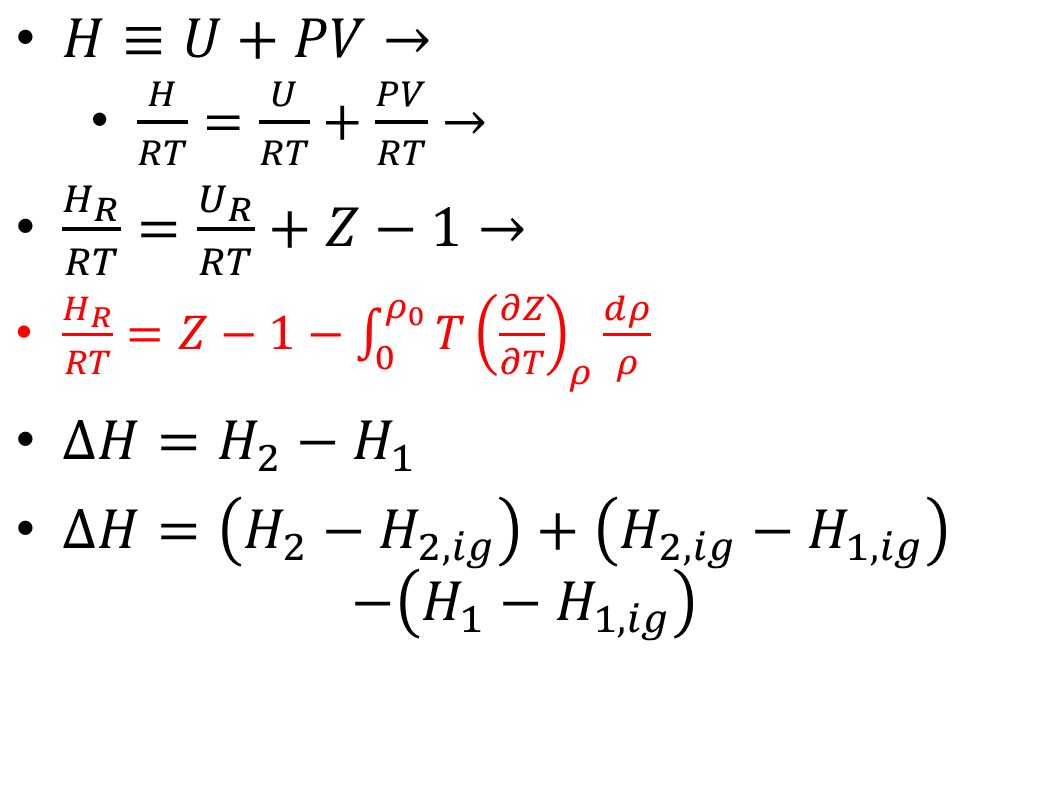 • H ≡ U + PV →
• H/RT = U/RT + PV/RT →
• H_R/RT = U_R/RT + Z − 1 →
• H_R/RT = Z − 1 − ∫_0^{ρ_0} T (∂Z/∂T)_ρ dρ/ρ
• ΔH = H_2 − H_1
• ΔH = (H_2 − H_{2,ig}) + (H_{2,ig} − H_{1,ig})
−(H_1 − H_{1,ig})